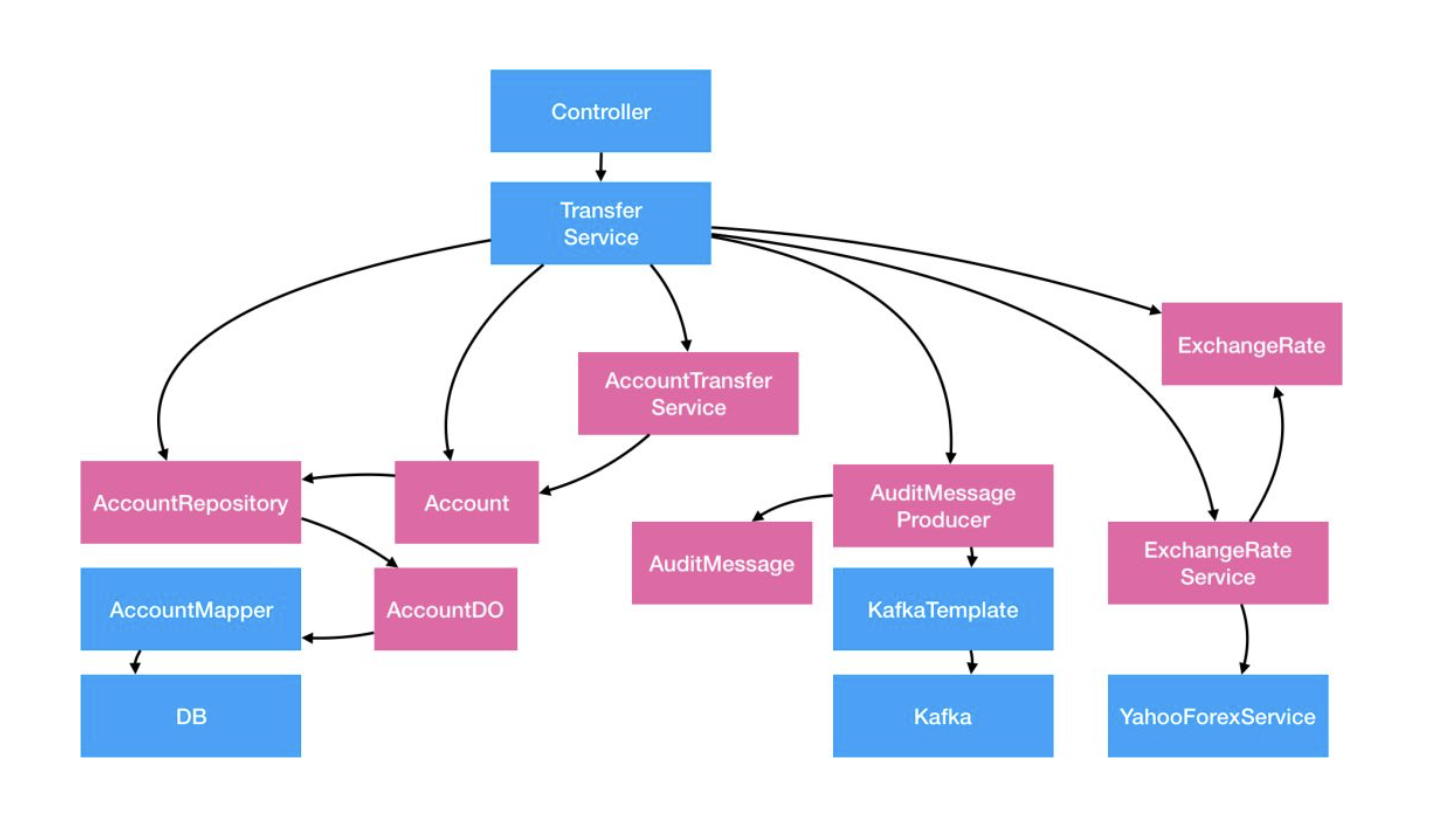 Controller
Transfer
Service
ExchangeRate
AccountTransfer
Service
AccountRepository
Account
AuditMessage
Producer
AuditMessage
ExchangeRate
Service
AccountMapper
AccountDO
KafkaTemplate
DB
Kafka
YahooForexService